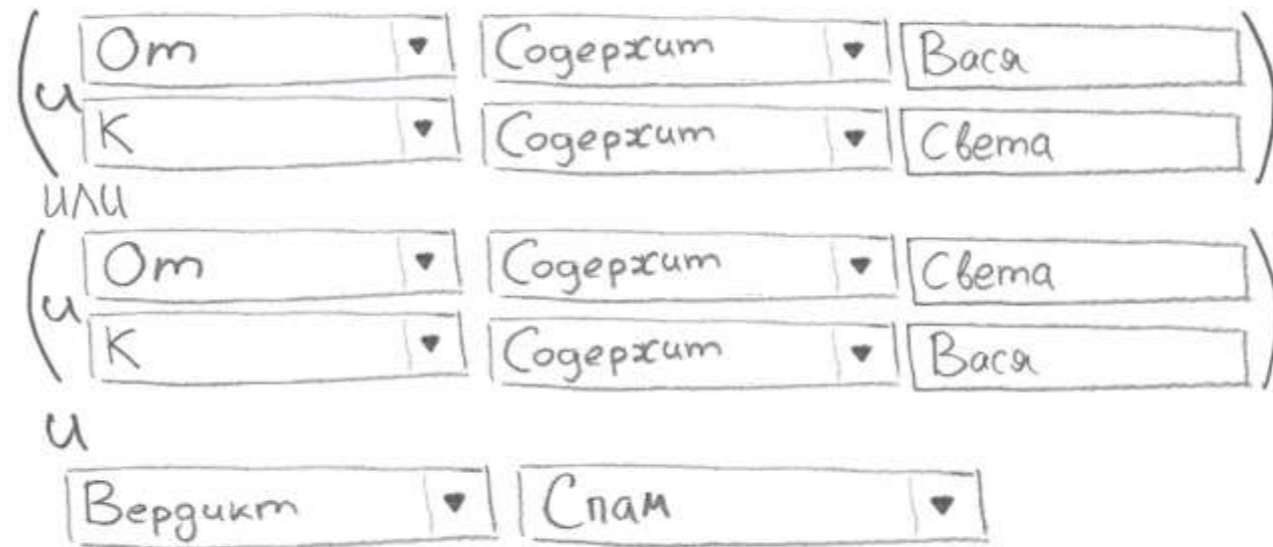 От Содержит Вася
и
К Содержит Света
или
От Содержит Света
и
К Содержит Вася
и
Вердикт Спам